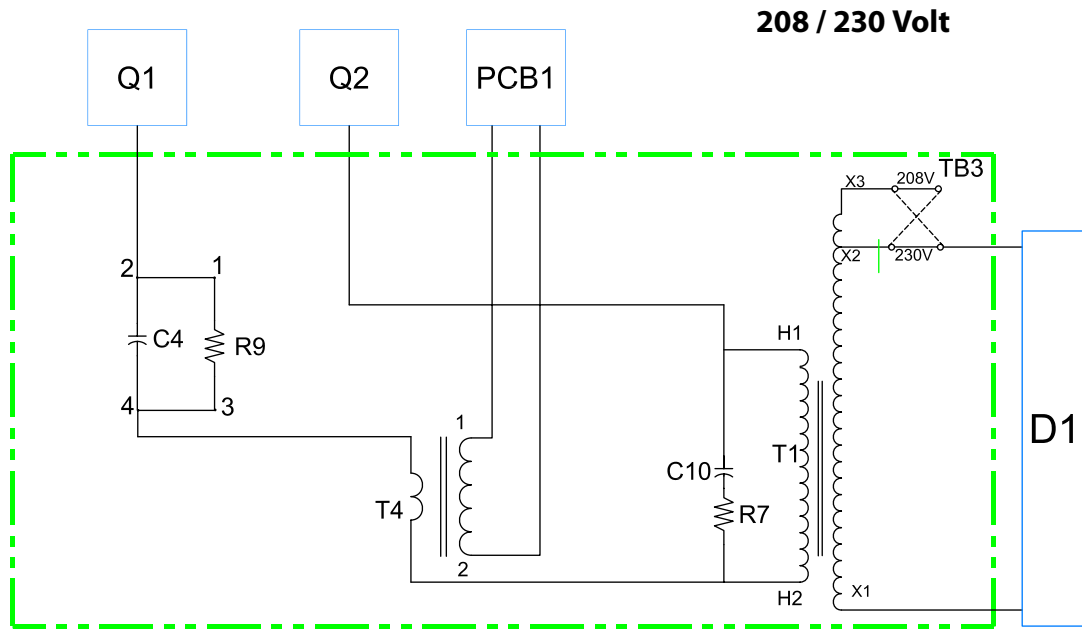 208 / 230 Volt
Q1
Q2
PCB1
X3
208V
TB3
X2
230V
2
1
C4
R9
4
3
H1
1
T4
2
C10
T1
R7
D1
H2
X1